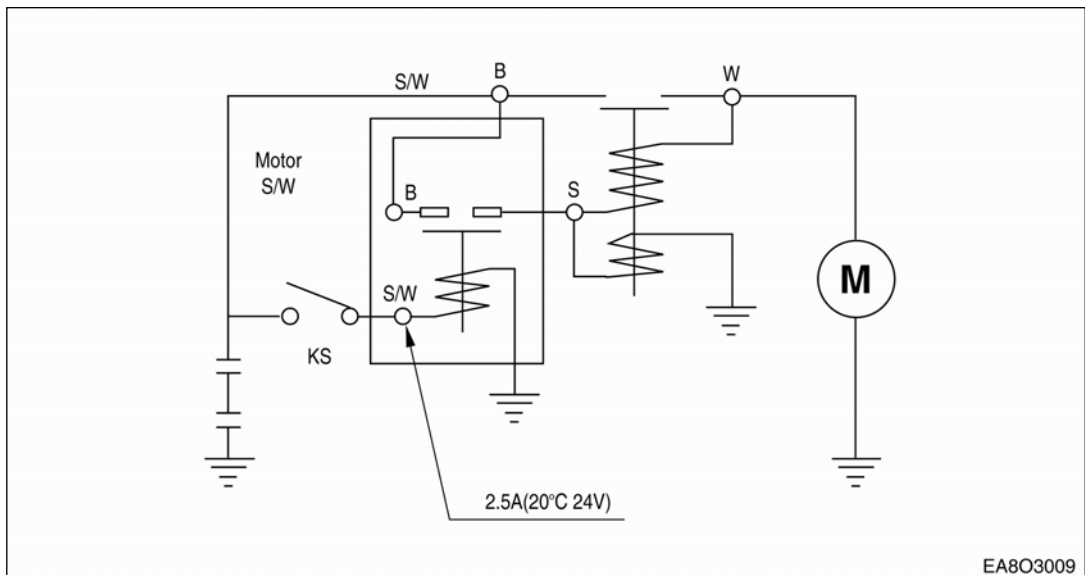 S/W
B
W
Motor
S/W
B
S
S/W
KS
M
2.5A(20°C 24V)
EA8O3009